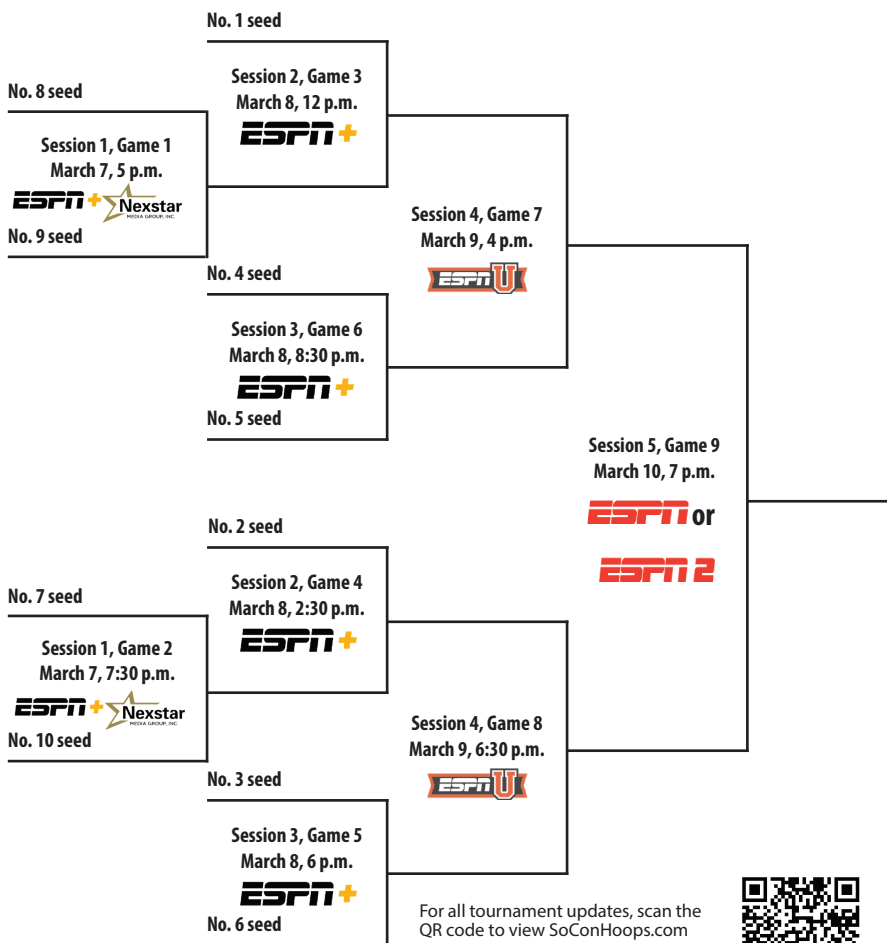 No. 1 seed
Session 2, Game 3
March 8, 12 p.m.
ESPN+
No. 8 seed
Session 1, Game 1
March 7, 5 p.m.
ESPN+ Nexstar
MEDIA GROUP, INC.
No. 9 seed
Session 4, Game 7
March 9, 4 p.m.
ESPN U
No. 4 seed
Session 3, Game 6
March 8, 8:30 p.m.
ESPN+
No. 5 seed
Session 5, Game 9
March 10, 7 p.m.
ESPN or
ESPN 2
No. 2 seed
Session 2, Game 4
March 8, 2:30 p.m.
ESPN+
No. 7 seed
Session 1, Game 2
March 7, 7:30 p.m.
ESPN+ Nexstar
MEDIA GROUP, INC.
No. 10 seed
Session 4, Game 8
March 9, 6:30 p.m.
ESPN U
No. 3 seed
Session 3, Game 5
March 8, 6 p.m.
ESPN+
No. 6 seed
For all tournament updates, scan the
QR code to view SoConHoops.com